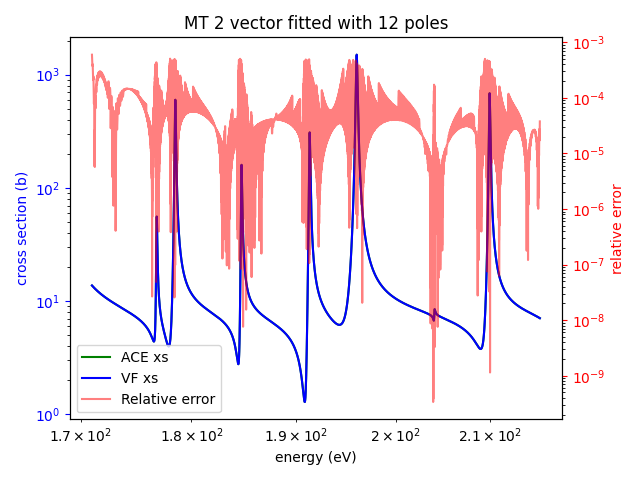 MT 2 vector fitted with 12 poles
10³
10²
10¹
10⁰
cross section (b)
10⁻³
10⁻⁴
10⁻⁵
10⁻⁶
10⁻⁷
10⁻⁸
10⁻⁹
relative error
ACE xs
VF xs
Relative error
1.7 × 10² 1.8 × 10² 1.9 × 10² 2 × 10² 2.1 × 10²
energy (eV)